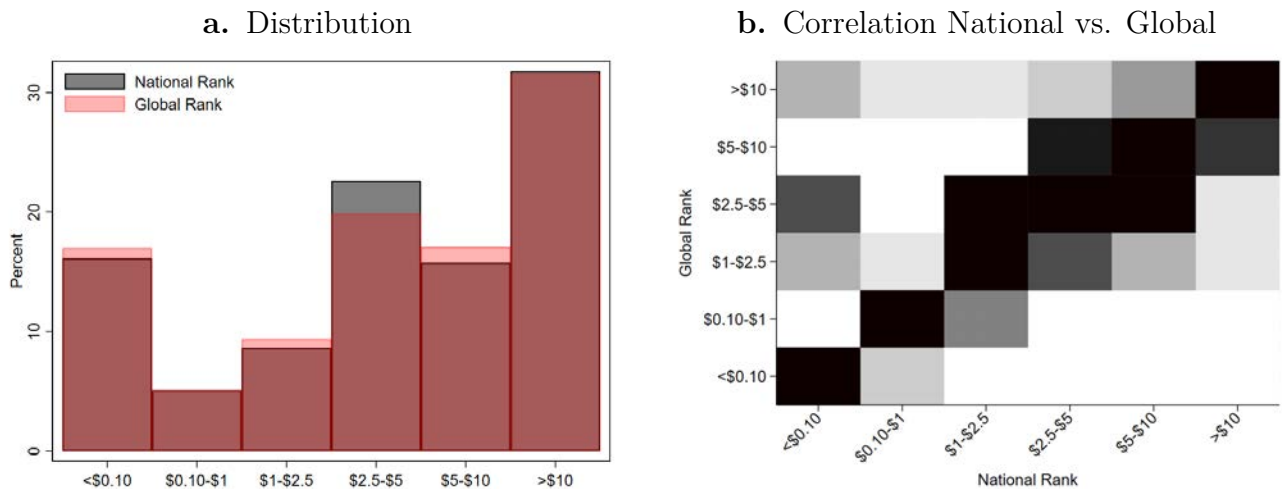 a. Distribution
National Rank
Global Rank
Percent
30
20
10
0
<$0.10 $0.10-$1 $1-$2.5 $2.5-$5 $5-$10 >$10
b. Correlation National vs. Global
Global Rank
>$10
$5-$10
$2.5-$5
$1-$2.5
$0.10-$1
<$0.10
<$0.10 $0.10-$1 $1-$2.5 $2.5-$5 $5-$10 >$10
National Rank